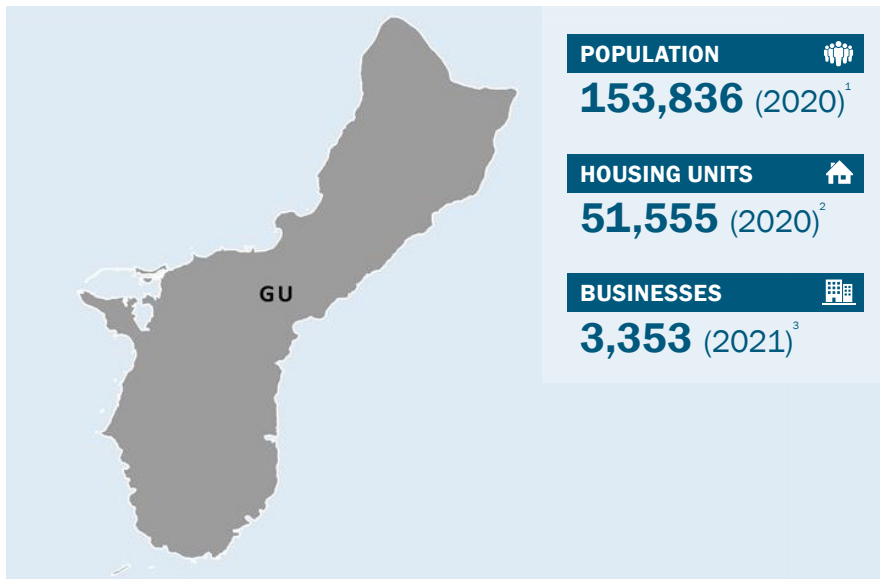 GU
POPULATION
153,836 (2020)¹
HOUSING UNITS
51,555 (2020)²
BUSINESSES
3,353 (2021)³